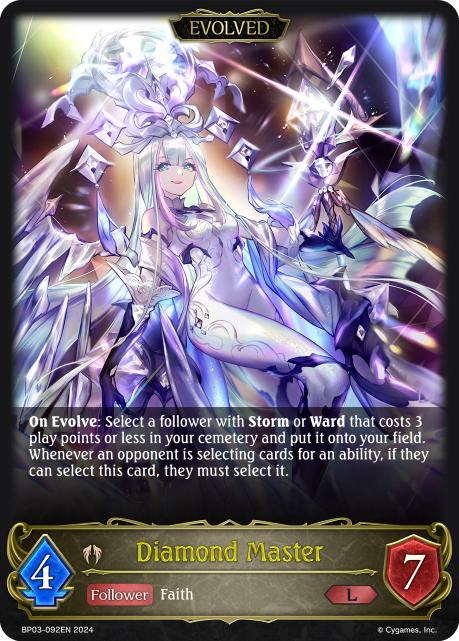 EVOLVED
On Evolve: Select a follower with Storm or Ward that costs 3
play points or less in your cemetery and put it onto your field.
Whenever an opponent is selecting cards for an ability, if they
can select this card, they must select it.
Diamond Master
4
7
Follower Faith
L
BP03-092EN 2024
© Cygames, Inc.